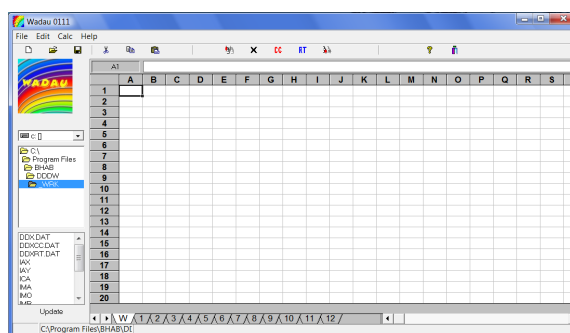 Wadau 0111
File Edit Calc Help
CC RT
A1
WADAU
A B C D E F G H I J K L M N O P Q R S
1
2
3
4
5
6
7
8
9
10
11
12
13
14
15
16
17
18
19
20
c: []
C:\
Program Files
BHAB
DDDW
_WRK
DDX.DAT
DDXCC.DAT
DDXRT.DAT
IAX
IAY
ICA
IMA
IMO
IMR
Update
W 1 2 3 4 5 6 7 8 9 10 11 12
C:\Program Files\BHAB\DI